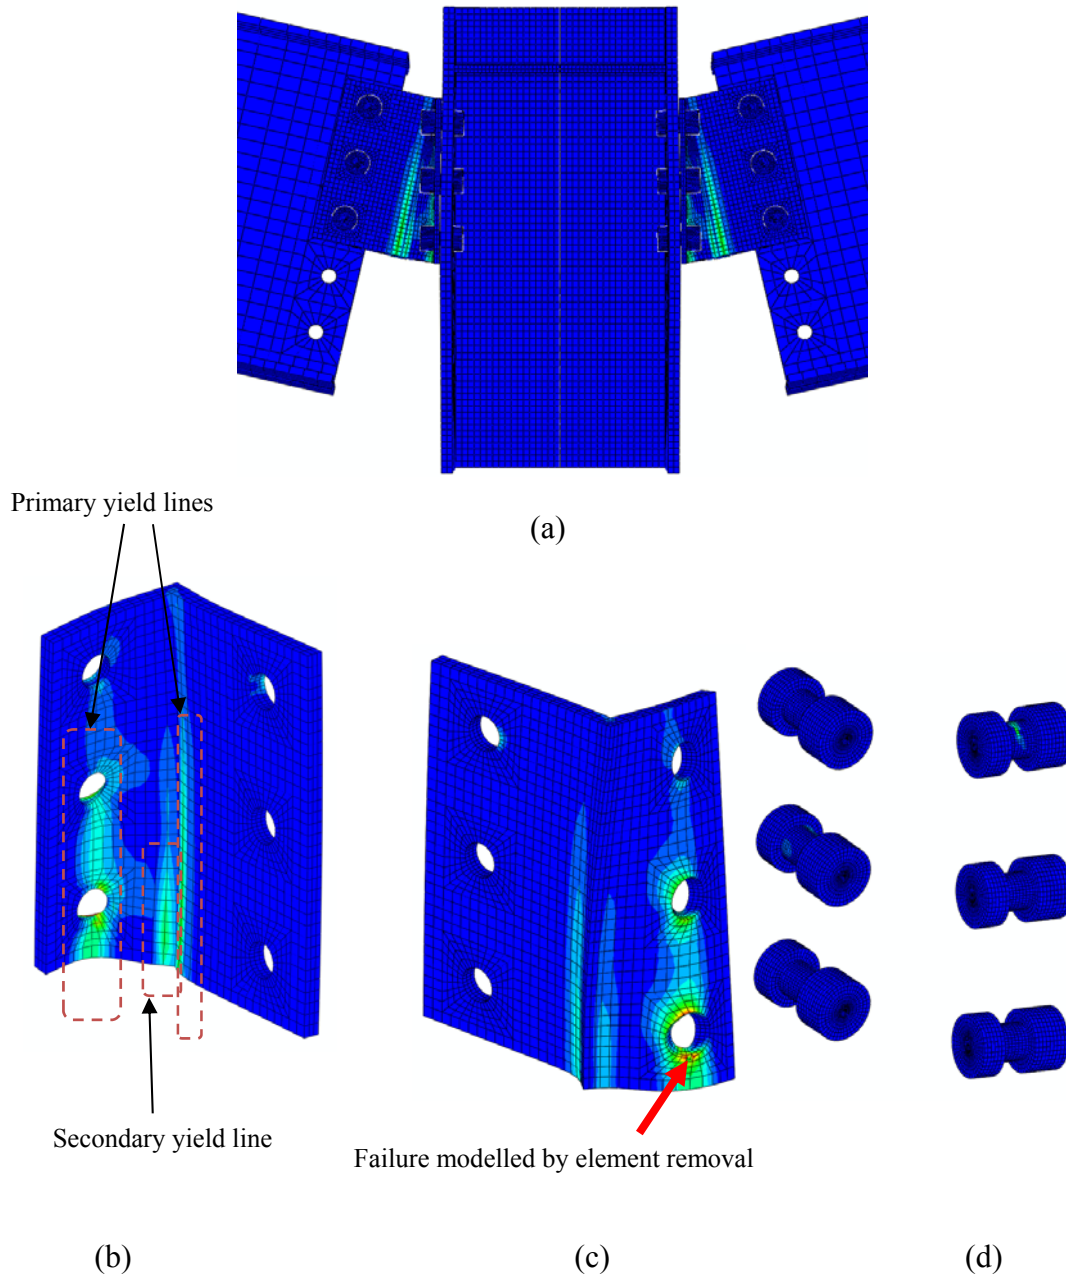 Primary yield lines
(a)
Secondary yield line
Failure modelled by element removal
(b)
(c)
(d)